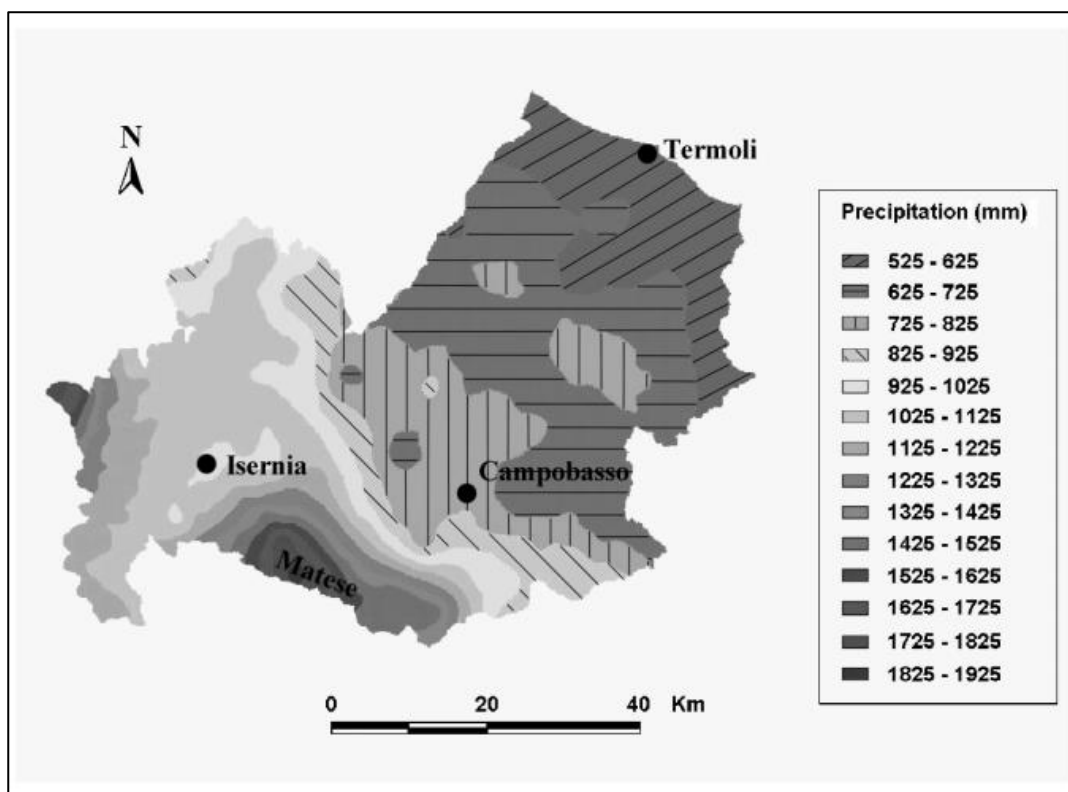 N
Termoli
Isernia
Campobasso
Matese
0 20 40 Km
Precipitation (mm)
525 - 625
625 - 725
725 - 825
825 - 925
925 - 1025
1025 - 1125
1125 - 1225
1225 - 1325
1325 - 1425
1425 - 1525
1525 - 1625
1625 - 1725
1725 - 1825
1825 - 1925